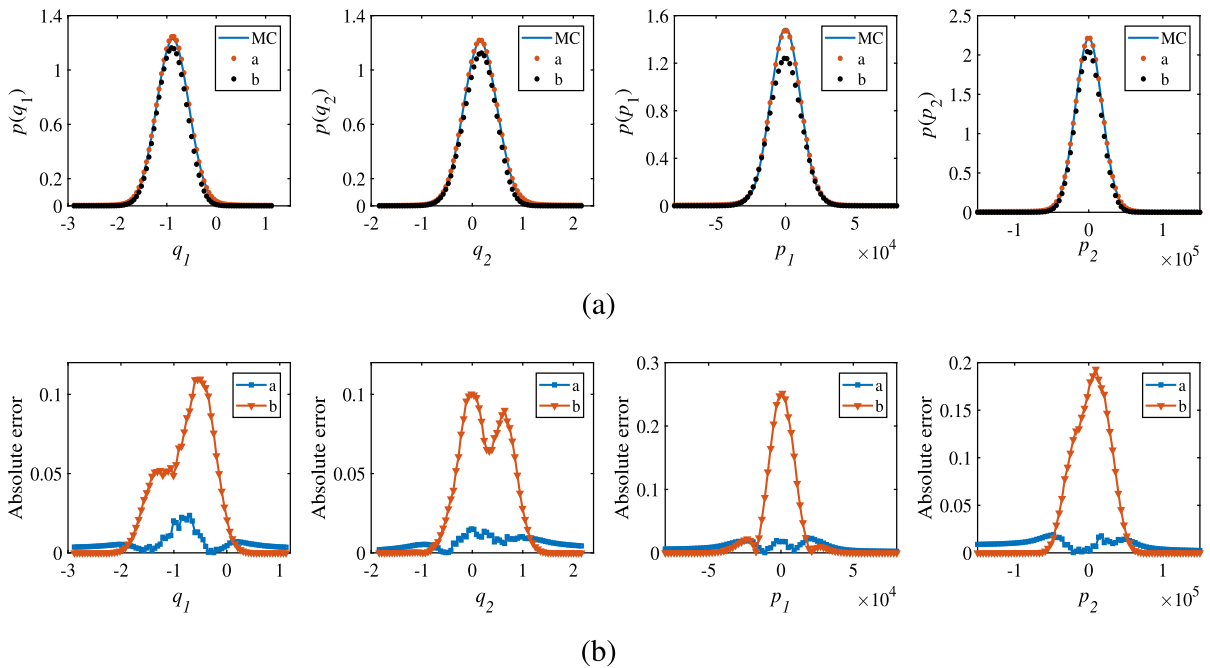 1.4
1
0.6
0.2
0
-3 -2 -1 0 1
p(q1)
q1
MC
a
b
1.4
1
0.6
0.2
0
-1 0 1 2
p(q2)
q2
MC
a
b
1.6
1.2
0.8
0.4
0
-5 0 5
×10^4
p(p1)
p1
MC
a
b
2.5
2
1.5
1
0.5
0
-1 0 1
×10^5
p(p2)
p2
MC
a
b
(a)
0.1
0.05
0
-3 -2 -1 0 1
Absolute error
q1
a
b
0.1
0.05
0
-1 0 1 2
Absolute error
q2
a
b
0.3
0.2
0.1
0
-5 0 5
×10^4
Absolute error
p1
a
b
0.2
0.15
0.1
0.05
0
-1 0 1
×10^5
Absolute error
p2
a
b
(b)